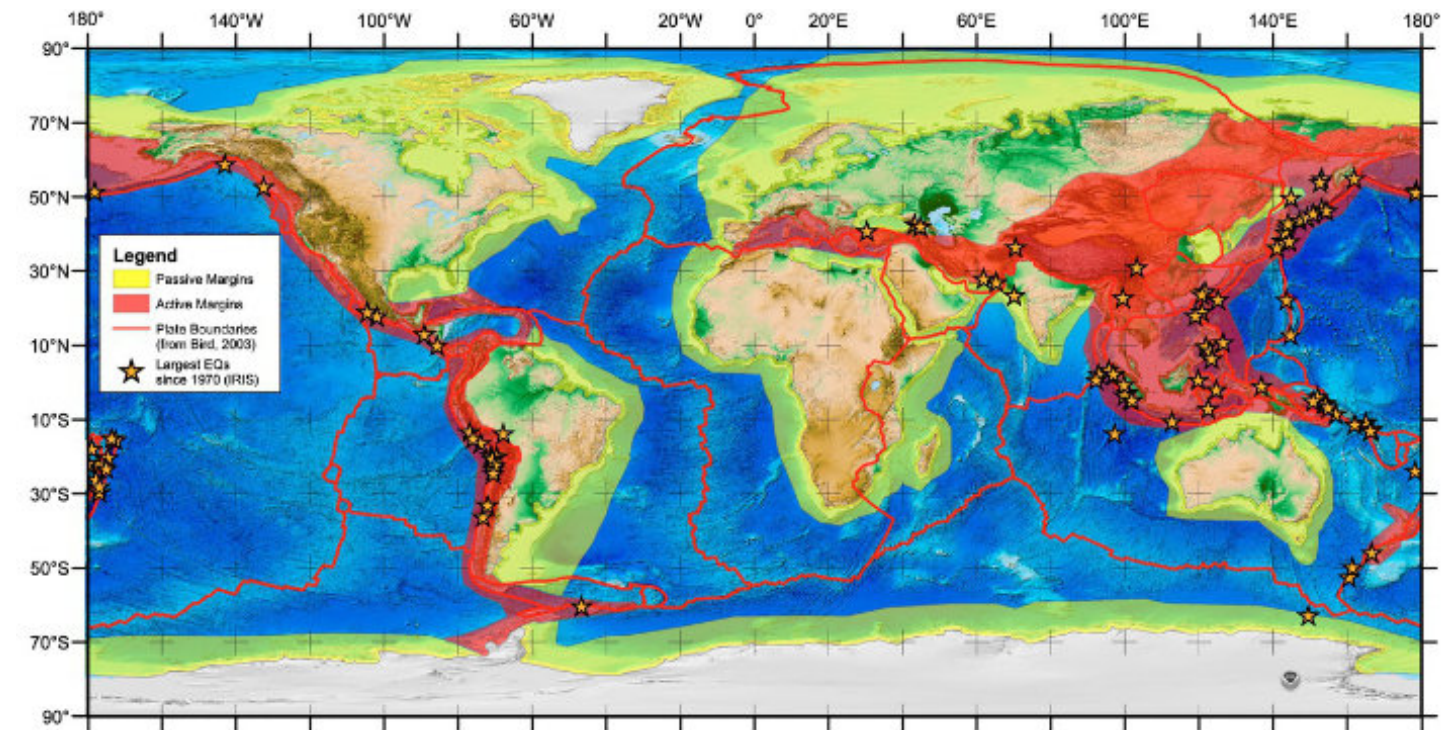 180° 140°W 100°W 60°W 20°W 0° 20°E 60°E 100°E 140°E 180°
90°
70°N
50°N
30°N
10°N
10°S
30°S
50°S
70°S
90°
Legend
Passive Margins
Active Margins
Plate Boundaries
(from Bird, 2003)
Largest EQs
since 1970 (IRIS)